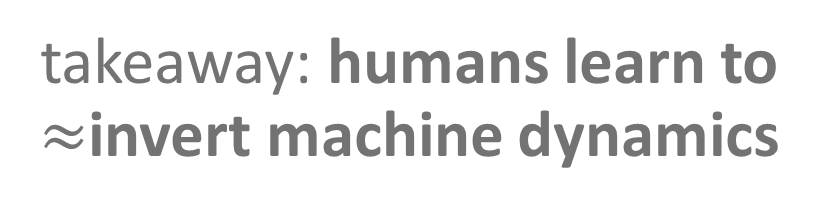 takeaway: humans learn to
≈invert machine dynamics